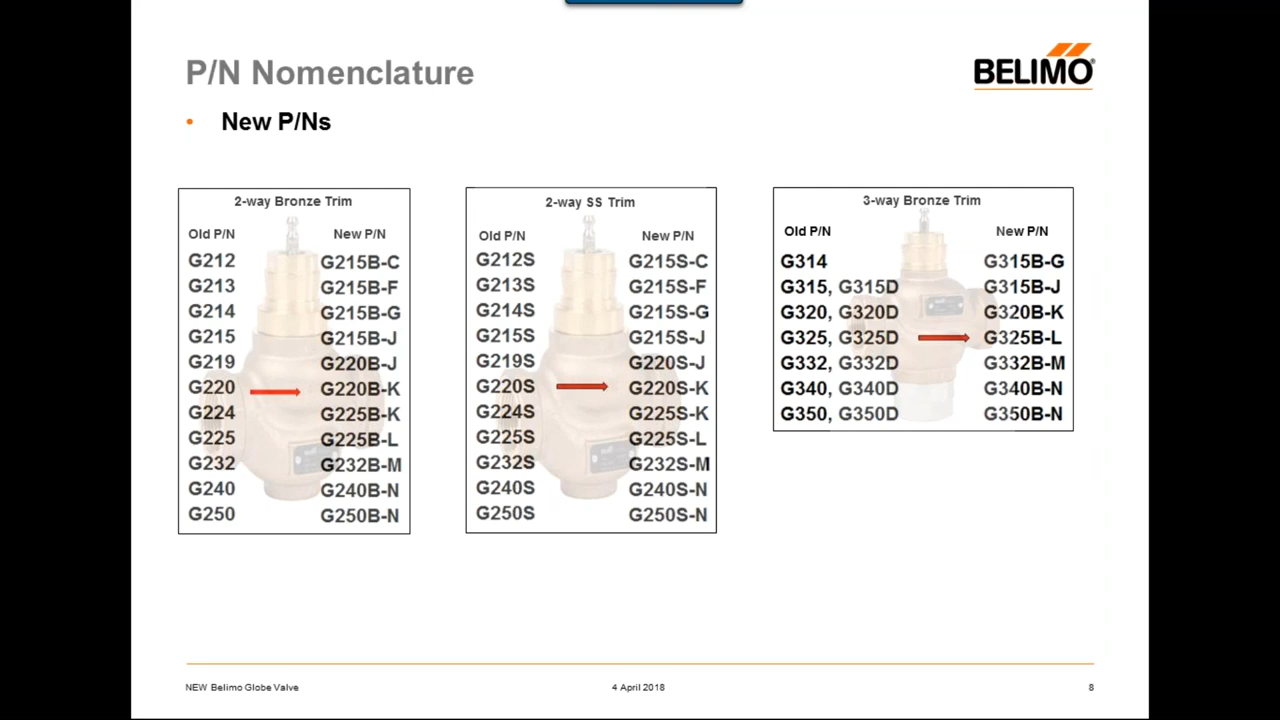 P/N Nomenclature
BELIMO®
• New P/Ns
2-way Bronze Trim
Old P/N New P/N
G212 G215B-C
G213 G215B-F
G214 G215B-G
G215 G215B-J
G219 G220B-J
G220 G220B-K
G224 G225B-K
G225 G225B-L
G232 G232B-M
G240 G240B-N
G250 G250B-N
2-way SS Trim
Old P/N New P/N
G212S G215S-C
G213S G215S-F
G214S G215S-G
G215S G215S-J
G219S G220S-J
G220S G220S-K
G224S G225S-K
G225S G225S-L
G232S G232S-M
G240S G240S-N
G250S G250S-N
3-way Bronze Trim
Old P/N New P/N
G314 G315B-G
G315, G315D G315B-J
G320, G320D G320B-K
G325, G325D G325B-L
G332, G332D G332B-M
G340, G340D G340B-N
G350, G350D G350B-N
NEW Belimo Globe Valve 4 April 2018 8